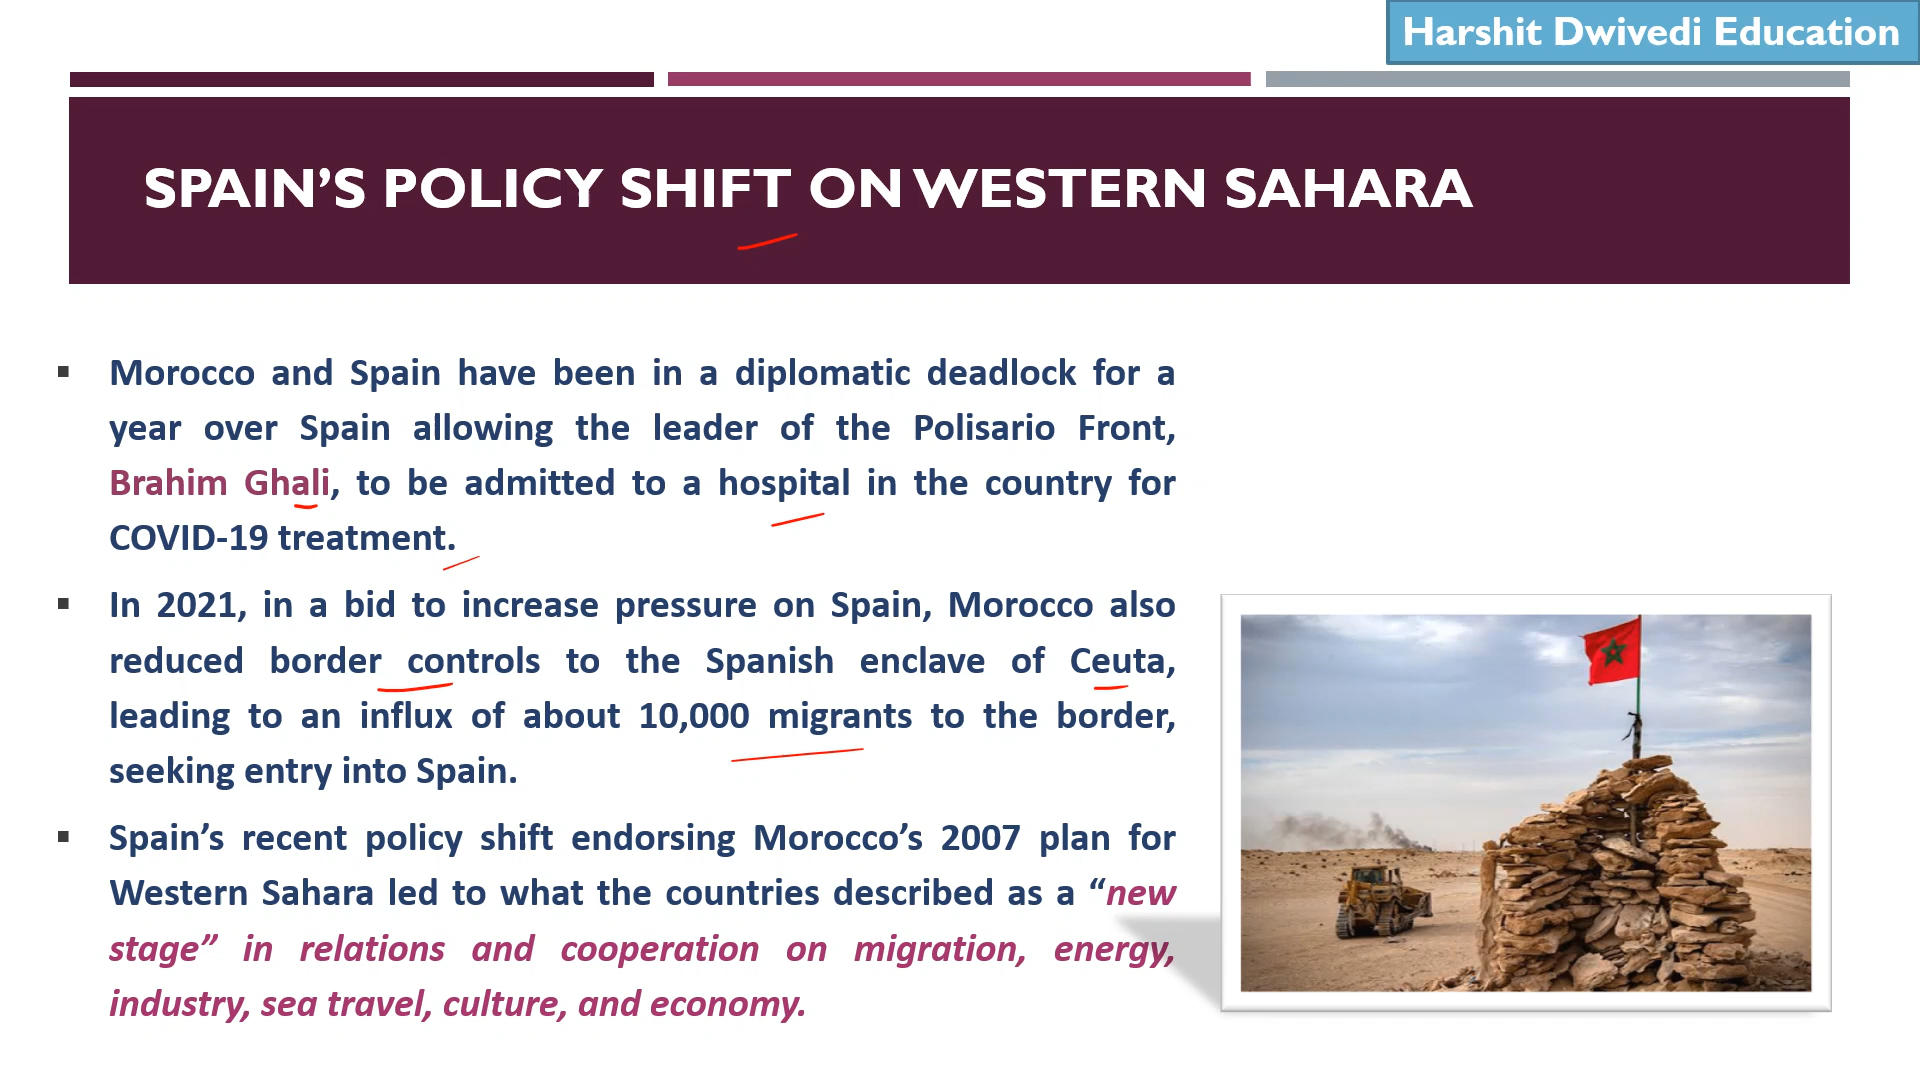 Harshit Dwivedi Education
SPAIN’S POLICY SHIFT ON WESTERN SAHARA
▪ Morocco and Spain have been in a diplomatic deadlock for a
year over Spain allowing the leader of the Polisario Front,
Brahim Ghali, to be admitted to a hospital in the country for
COVID-19 treatment.
▪ In 2021, in a bid to increase pressure on Spain, Morocco also
reduced border controls to the Spanish enclave of Ceuta,
leading to an influx of about 10,000 migrants to the border,
seeking entry into Spain.
▪ Spain’s recent policy shift endorsing Morocco’s 2007 plan for
Western Sahara led to what the countries described as a “new
stage” in relations and cooperation on migration, energy,
industry, sea travel, culture, and economy.